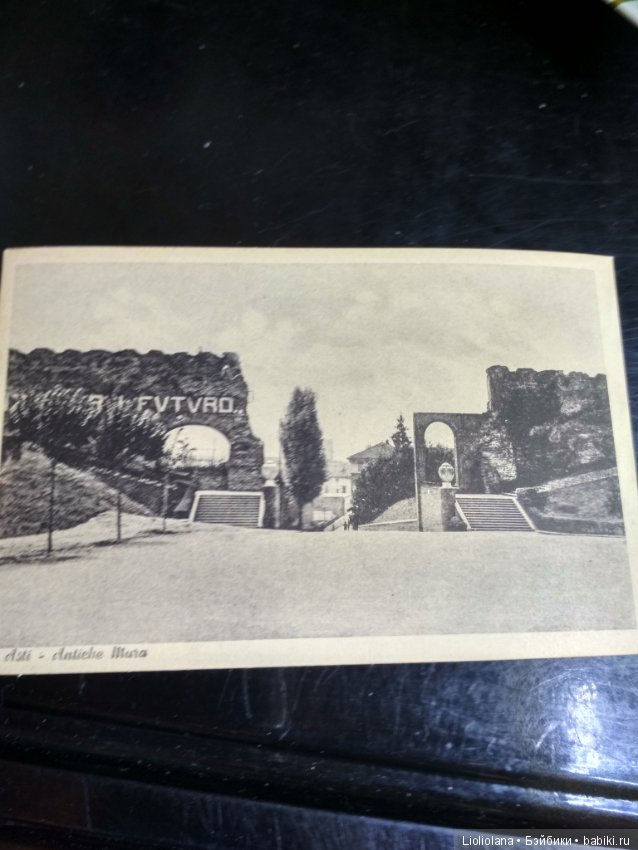 FVTVRO
Asti - Antiche Mura
Lioliolana • Бэйбики • babiki.ru